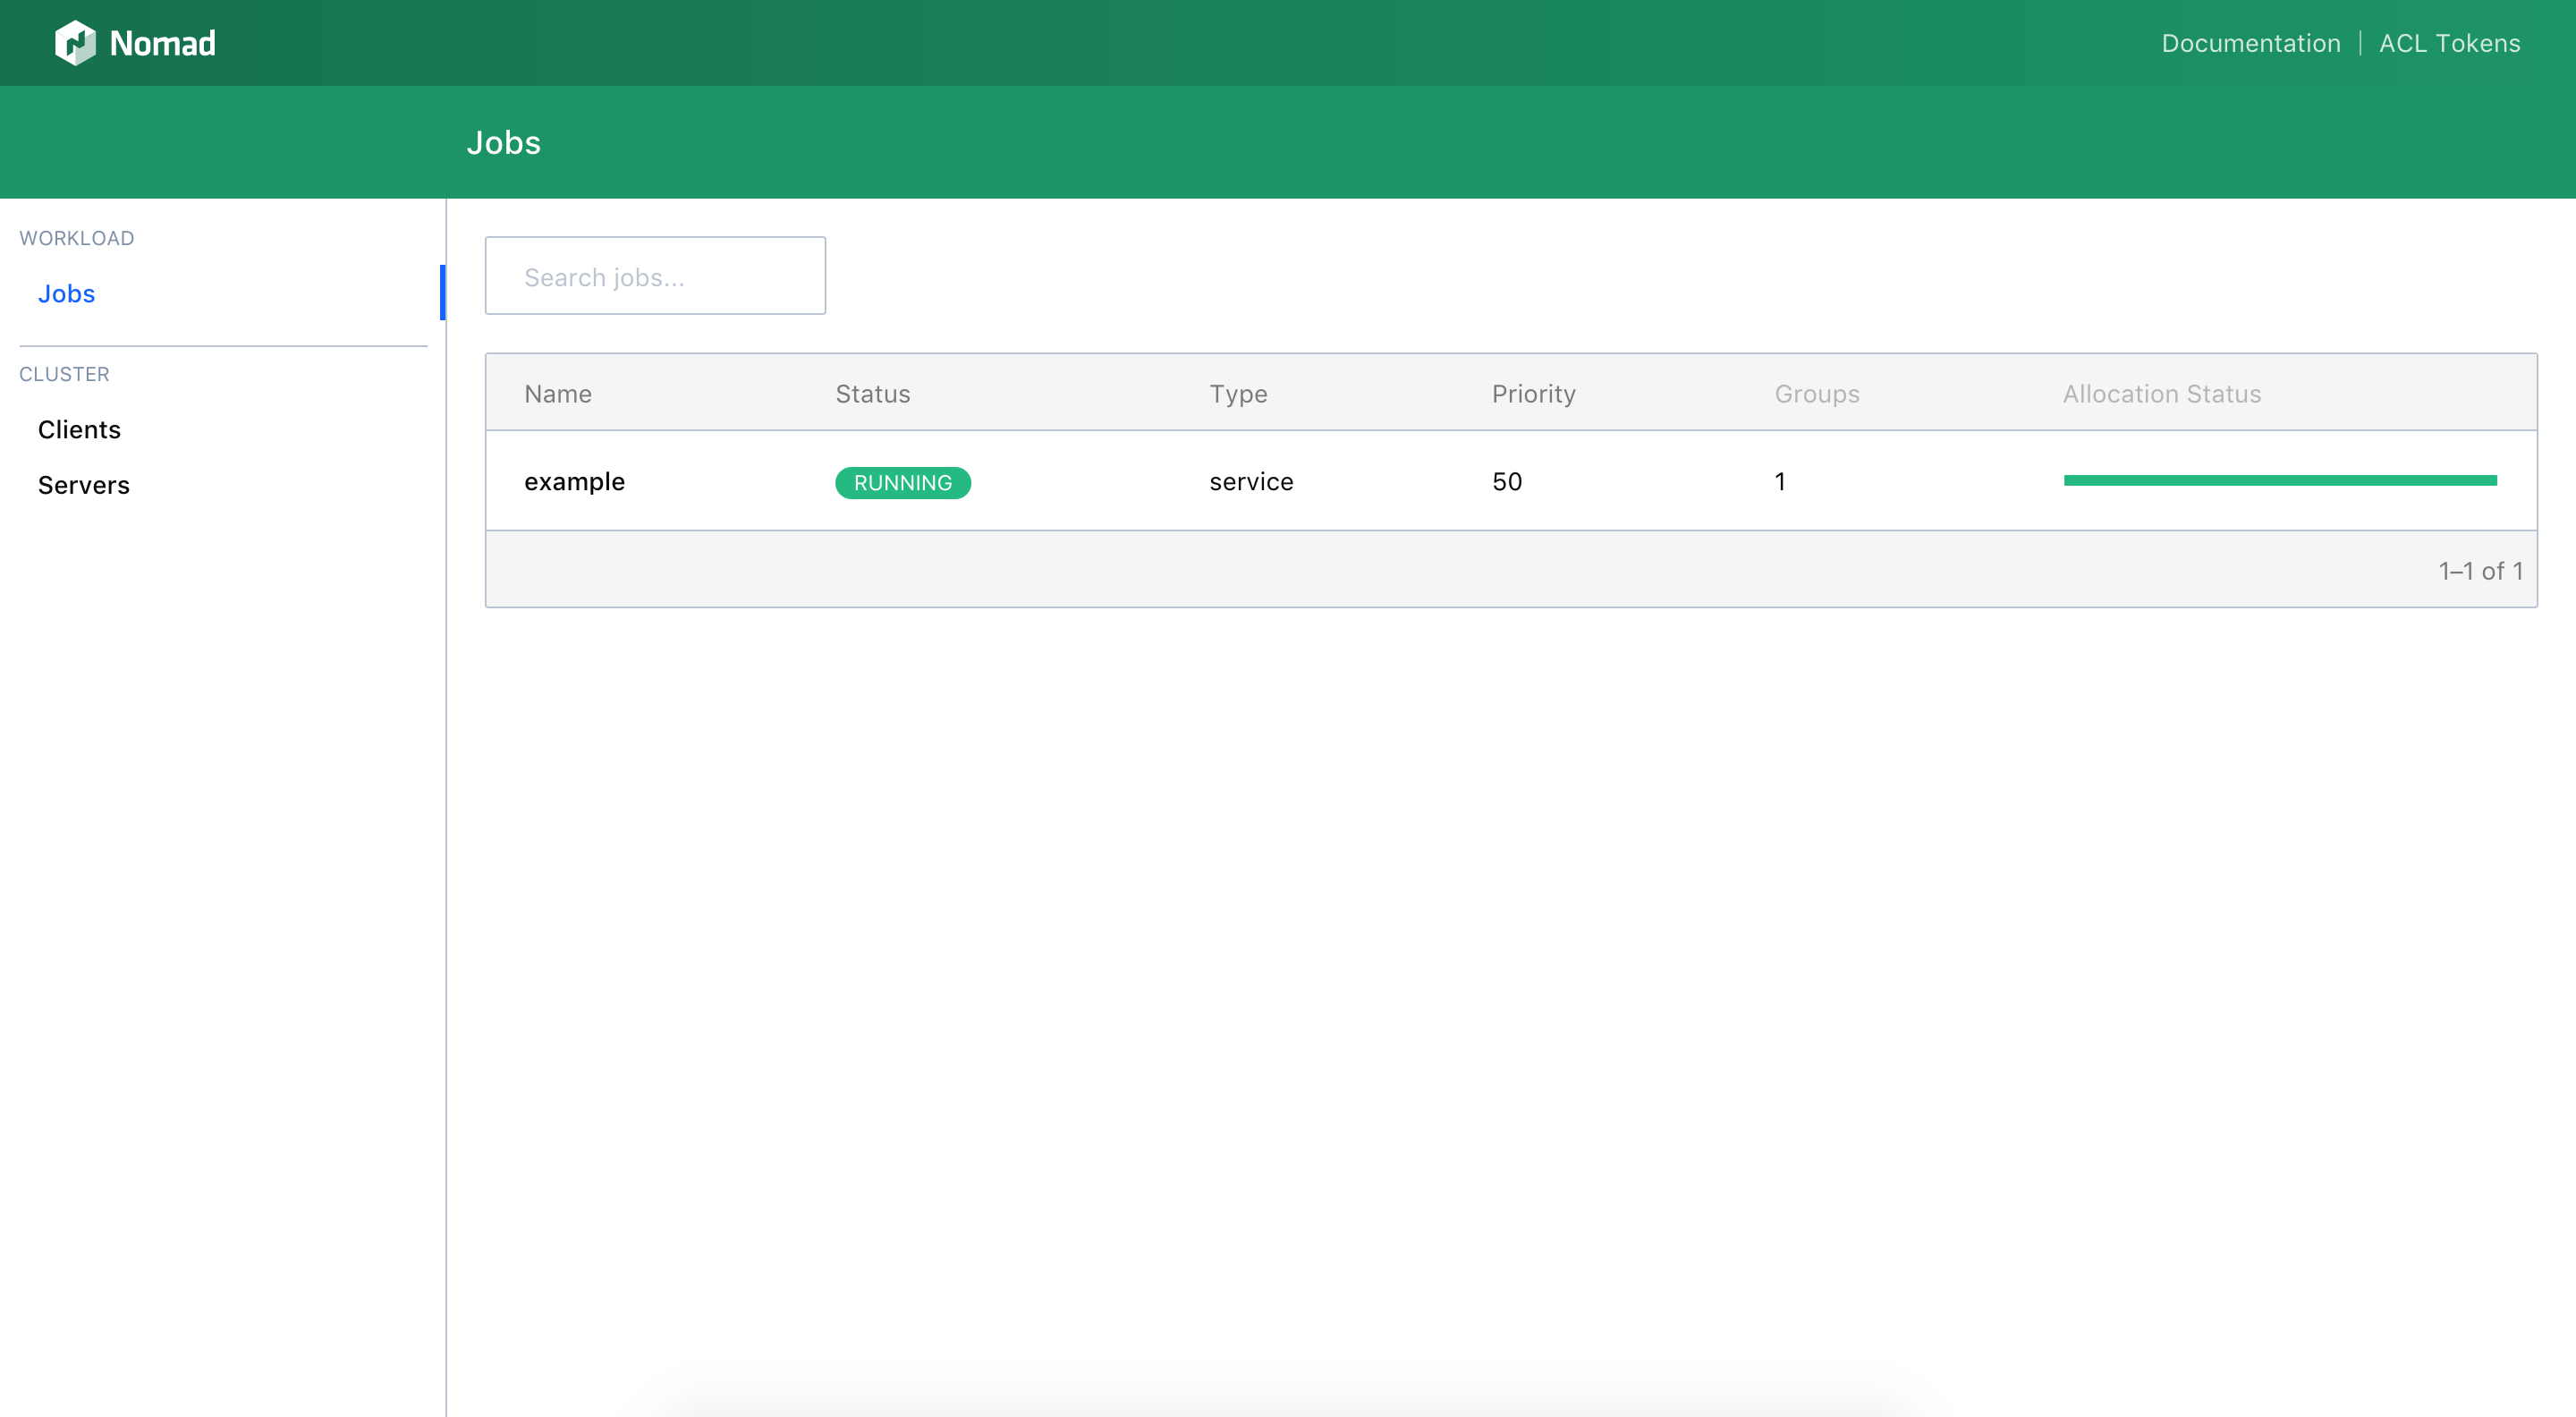 Nomad
Documentation | ACL Tokens
Jobs
WORKLOAD
Jobs
CLUSTER
Clients
Servers
Search jobs...
Name Status Type Priority Groups Allocation Status
example RUNNING service 50 1
1–1 of 1